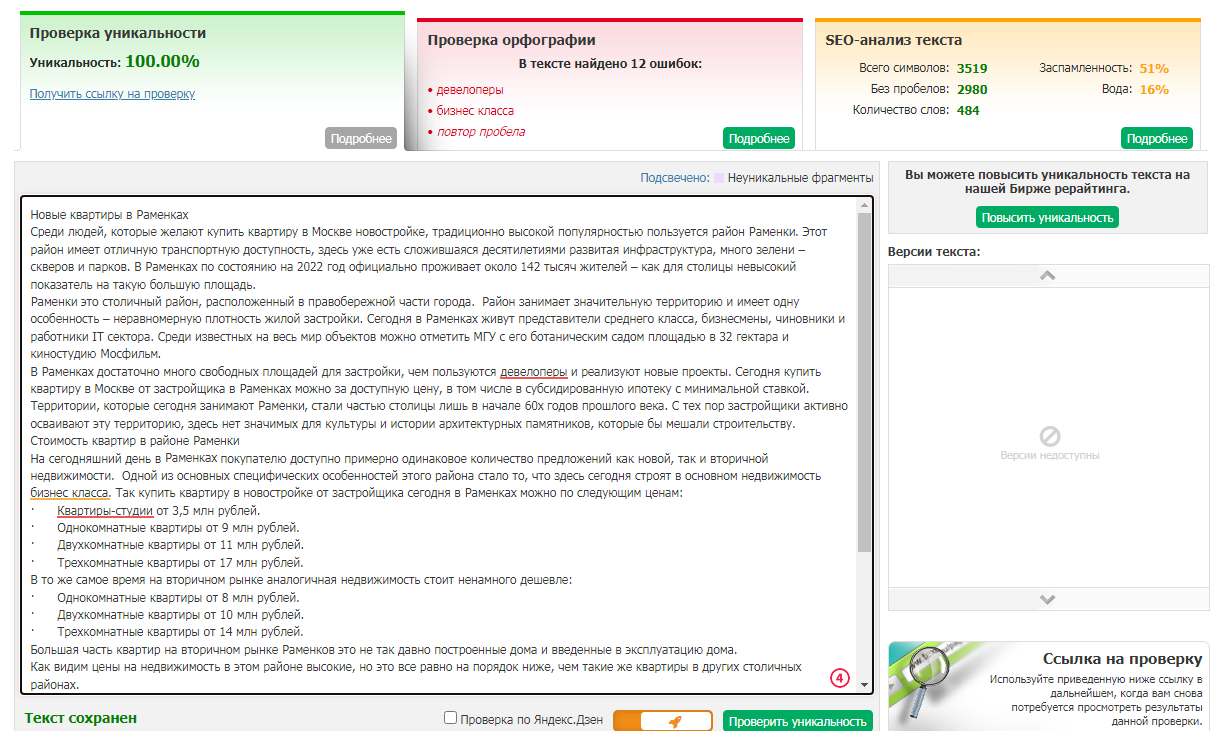 Проверка уникальности
Уникальность: 100.00%
Получить ссылку на проверку
Подробнее
Проверка орфографии
В тексте найдено 12 ошибок:
• девелоперы
• бизнес класса
• повтор пробела
Подробнее
SEO-анализ текста
Всего символов: 3519
Без пробелов: 2980
Количество слов: 484
Заспамленность: 51%
Вода: 16%
Подробнее
Подсвечено: Неуникальные фрагменты
Новые квартиры в Раменках
Среди людей, которые желают купить квартиру в Москве новостройке, традиционно высокой популярностью пользуется район Раменки. Этот
район имеет отличную транспортную доступность, здесь уже есть сложившаяся десятилетиями развитая инфраструктура, много зелени –
скверов и парков. В Раменках по состоянию на 2022 год официально проживает около 142 тысяч жителей – как для столицы невысокий
показатель на такую большую площадь.
Раменки это столичный район, расположенный в правобережной части города.  Район занимает значительную территорию и имеет одну
особенность – неравномерную плотность жилой застройки. Сегодня в Раменках живут представители среднего класса, бизнесмены, чиновники и
работники IT сектора. Среди известных на весь мир объектов можно отметить МГУ с его ботаническим садом площадью в 32 гектара и
киностудию Мосфильм.
В Раменках достаточно много свободных площадей для застройки, чем пользуются девелоперы и реализуют новые проекты. Сегодня купить
квартиру в Москве от застройщика в Раменках можно за доступную цену, в том числе в субсидированную ипотеку с минимальной ставкой.
Территории, которые сегодня занимают Раменки, стали частью столицы лишь в начале 60х годов прошлого века. С тех пор застройщики активно
осваивают эту территорию, здесь нет значимых для культуры и истории архитектурных памятников, которые бы мешали строительству.
Стоимость квартир в районе Раменки
На сегодняшний день в Раменках покупателю доступно примерно одинаковое количество предложений как новой, так и вторичной
недвижимости.  Одной из основных специфических особенностей этого района стало то, что здесь сегодня строят в основном недвижимость
бизнес класса. Так купить квартиру в новостройке от застройщика сегодня в Раменках можно по следующим ценам:
· Квартиры-студии от 3,5 млн рублей.
· Однокомнатные квартиры от 9 млн рублей.
· Двухкомнатные квартиры от 11 млн рублей.
· Трехкомнатные квартиры от 17 млн рублей.
В то же самое время на вторичном рынке аналогичная недвижимость стоит ненамного дешевле:
· Однокомнатные квартиры от 8 млн рублей.
· Двухкомнатные квартиры от 10 млн рублей.
· Трехкомнатные квартиры от 14 млн рублей.
Большая часть квартир на вторичном рынке Раменков это не так давно построенные дома и введенные в эксплуатацию дома.
Как видим цены на недвижимость в этом районе высокие, но это все равно на порядок ниже, чем такие же квартиры в других столичных
районах.
4
Текст сохранен
Проверка по Яндекс.Дзен
Проверить уникальность
Вы можете повысить уникальность текста на
нашей Бирже рерайтинга.
Повысить уникальность
Версии текста:
Версии недоступны
Ссылка на проверку
Используйте приведенную ниже ссылку в
дальнейшем, когда вам снова
потребуется просмотреть результаты
данной проверки.